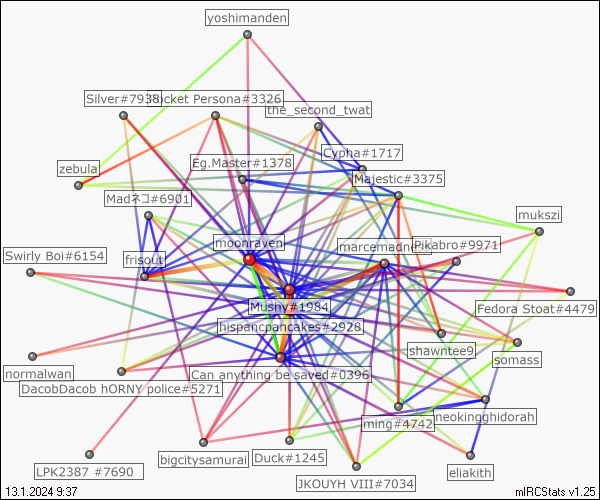 yoshimanden
Silver#7938
ocket Persona#3326
the_second_twat
Cypha#1717
Eg.Master#1378
zebula
Majestic#3375
Madネコ#6901
mukszi
moonraven
marcemadn
Pikabro#9971
Swirly Boi#6154
frisout
Mushy#1984
Fedora Stoat#4479
hispancpancakes#2928
shawntee9
somass
normalwan
Can anything be saved#0396
DacobDacob hORNY police#5271
neokingghidorah
ming#4742
bigcitysamurai
Duck#1245
eliakith
LPK2387 #7690
JKOUYH VIII#7034
13.1.2024 9:37
mIRCStats v1.25